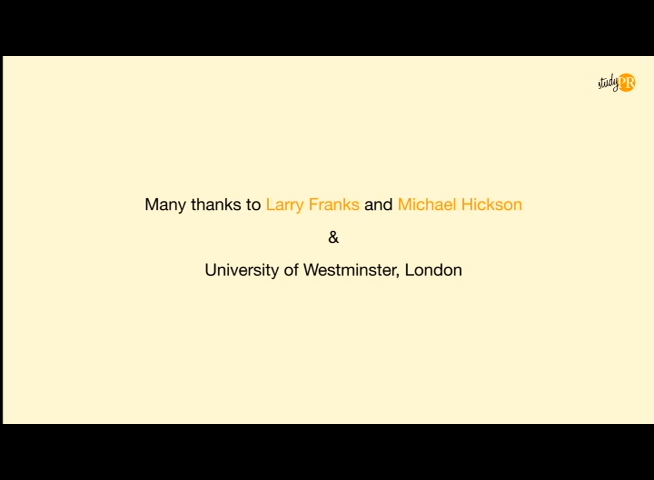 studyPR
Many thanks to Larry Franks and Michael Hickson
&
University of Westminster, London